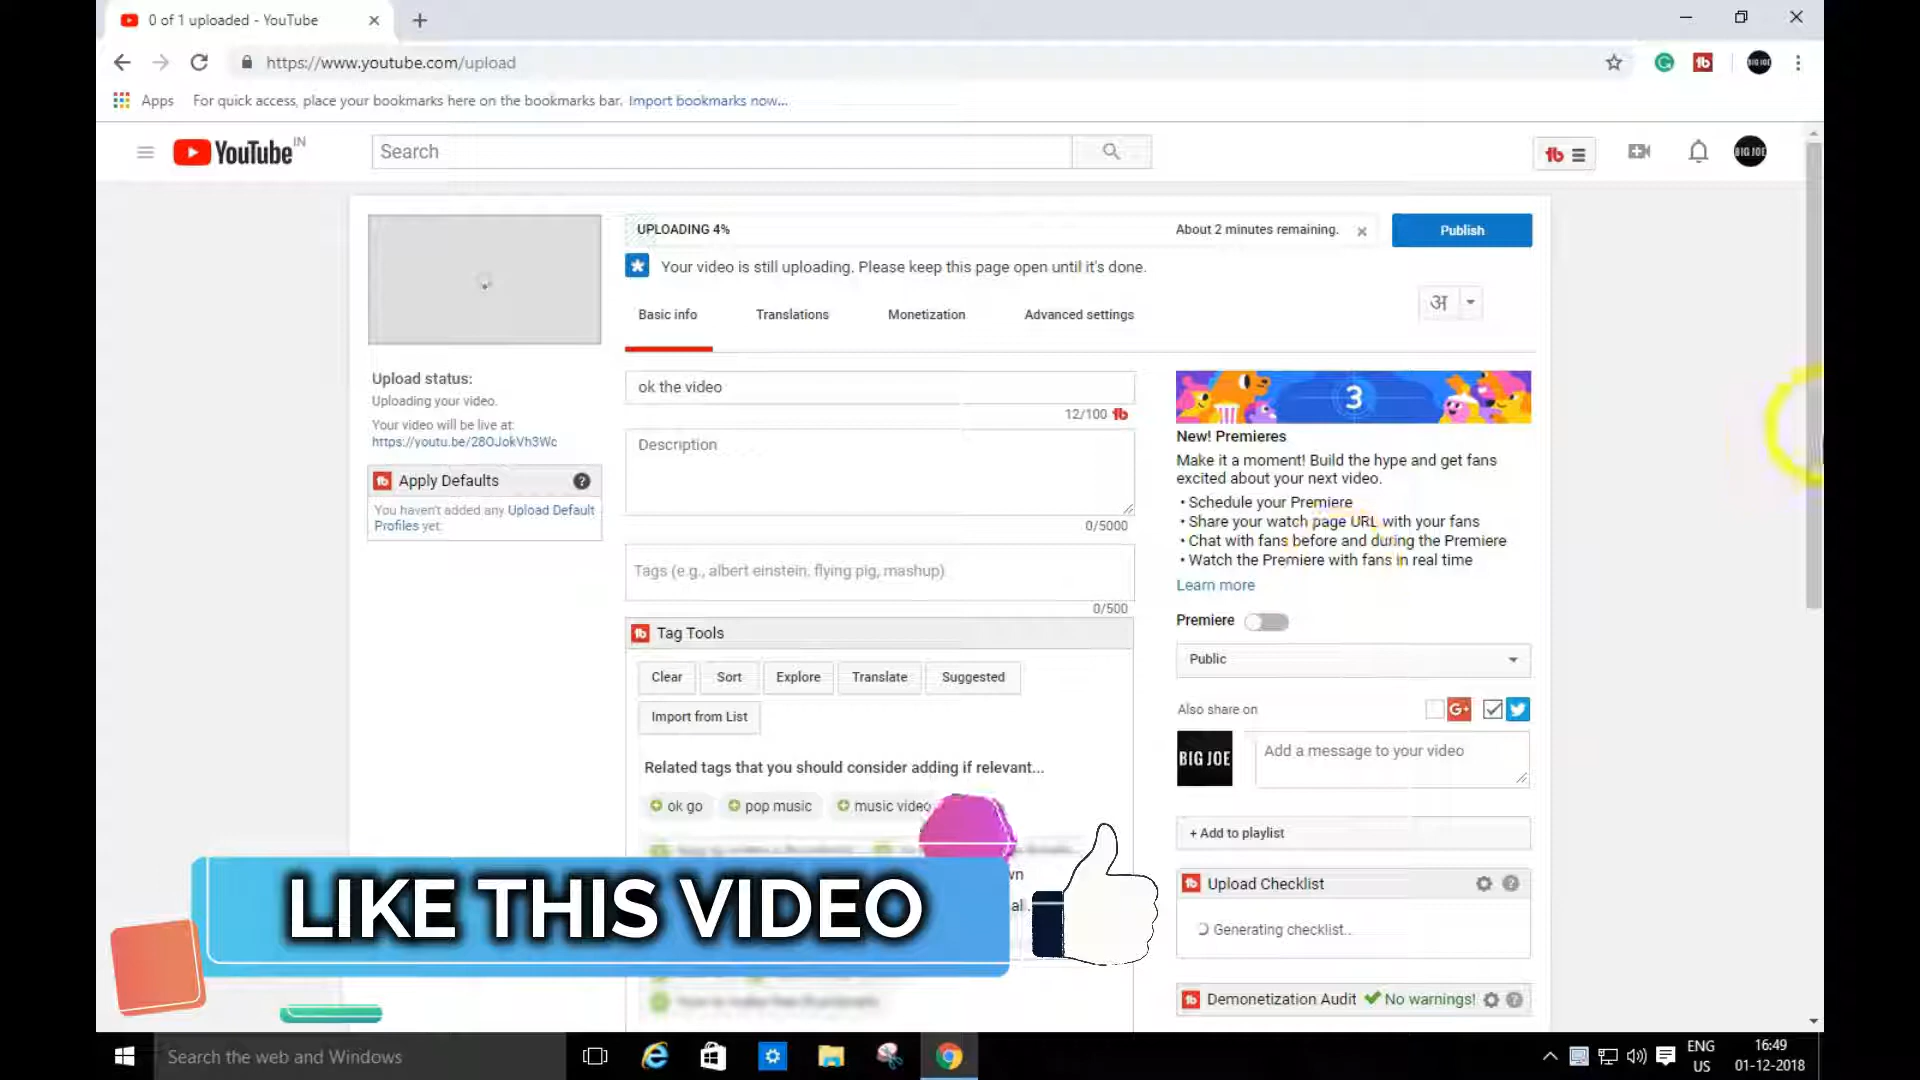 0 of 1 uploaded - YouTube
https://www.youtube.com/upload
BIG JOE
Apps For quick access, place your bookmarks here on the bookmarks bar. Import bookmarks now...
YouTube IN
Search
BIG JOE
UPLOADING 4%
About 2 minutes remaining.
Publish
Your video is still uploading. Please keep this page open until it's done.
अ
Basic info
Translations
Monetization
Advanced settings
Upload status:
Uploading your video.
Your video will be live at:
https://youtu.be/28OJokVh3Wc
Apply Defaults
You haven't added any Upload Default
Profiles yet.
ok the video
12/100
Description
0/5000
Tags (e.g., albert einstein, flying pig, mashup)
0/500
Tag Tools
Clear
Sort
Explore
Translate
Suggested
Import from List
Related tags that you should consider adding if relevant...
ok go
pop music
music video
3
New! Premieres
Make it a moment! Build the hype and get fans
excited about your next video.
• Schedule your Premiere
• Share your watch page URL with your fans
• Chat with fans before and during the Premiere
• Watch the Premiere with fans in real time
Learn more
Premiere
Public
Also share on
G+
BIG JOE
Add a message to your video
+ Add to playlist
Upload Checklist
Generating checklist...
Demonetization Audit No warnings!
LIKE THIS VIDEO
Search the web and Windows
ENG
US
16:49
01-12-2018